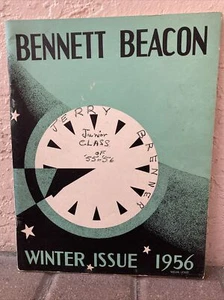 BENNETT BEACON
JERRY BRENNER
Junior
CLASS
OF
'55-'56
WINTER ISSUE 1956